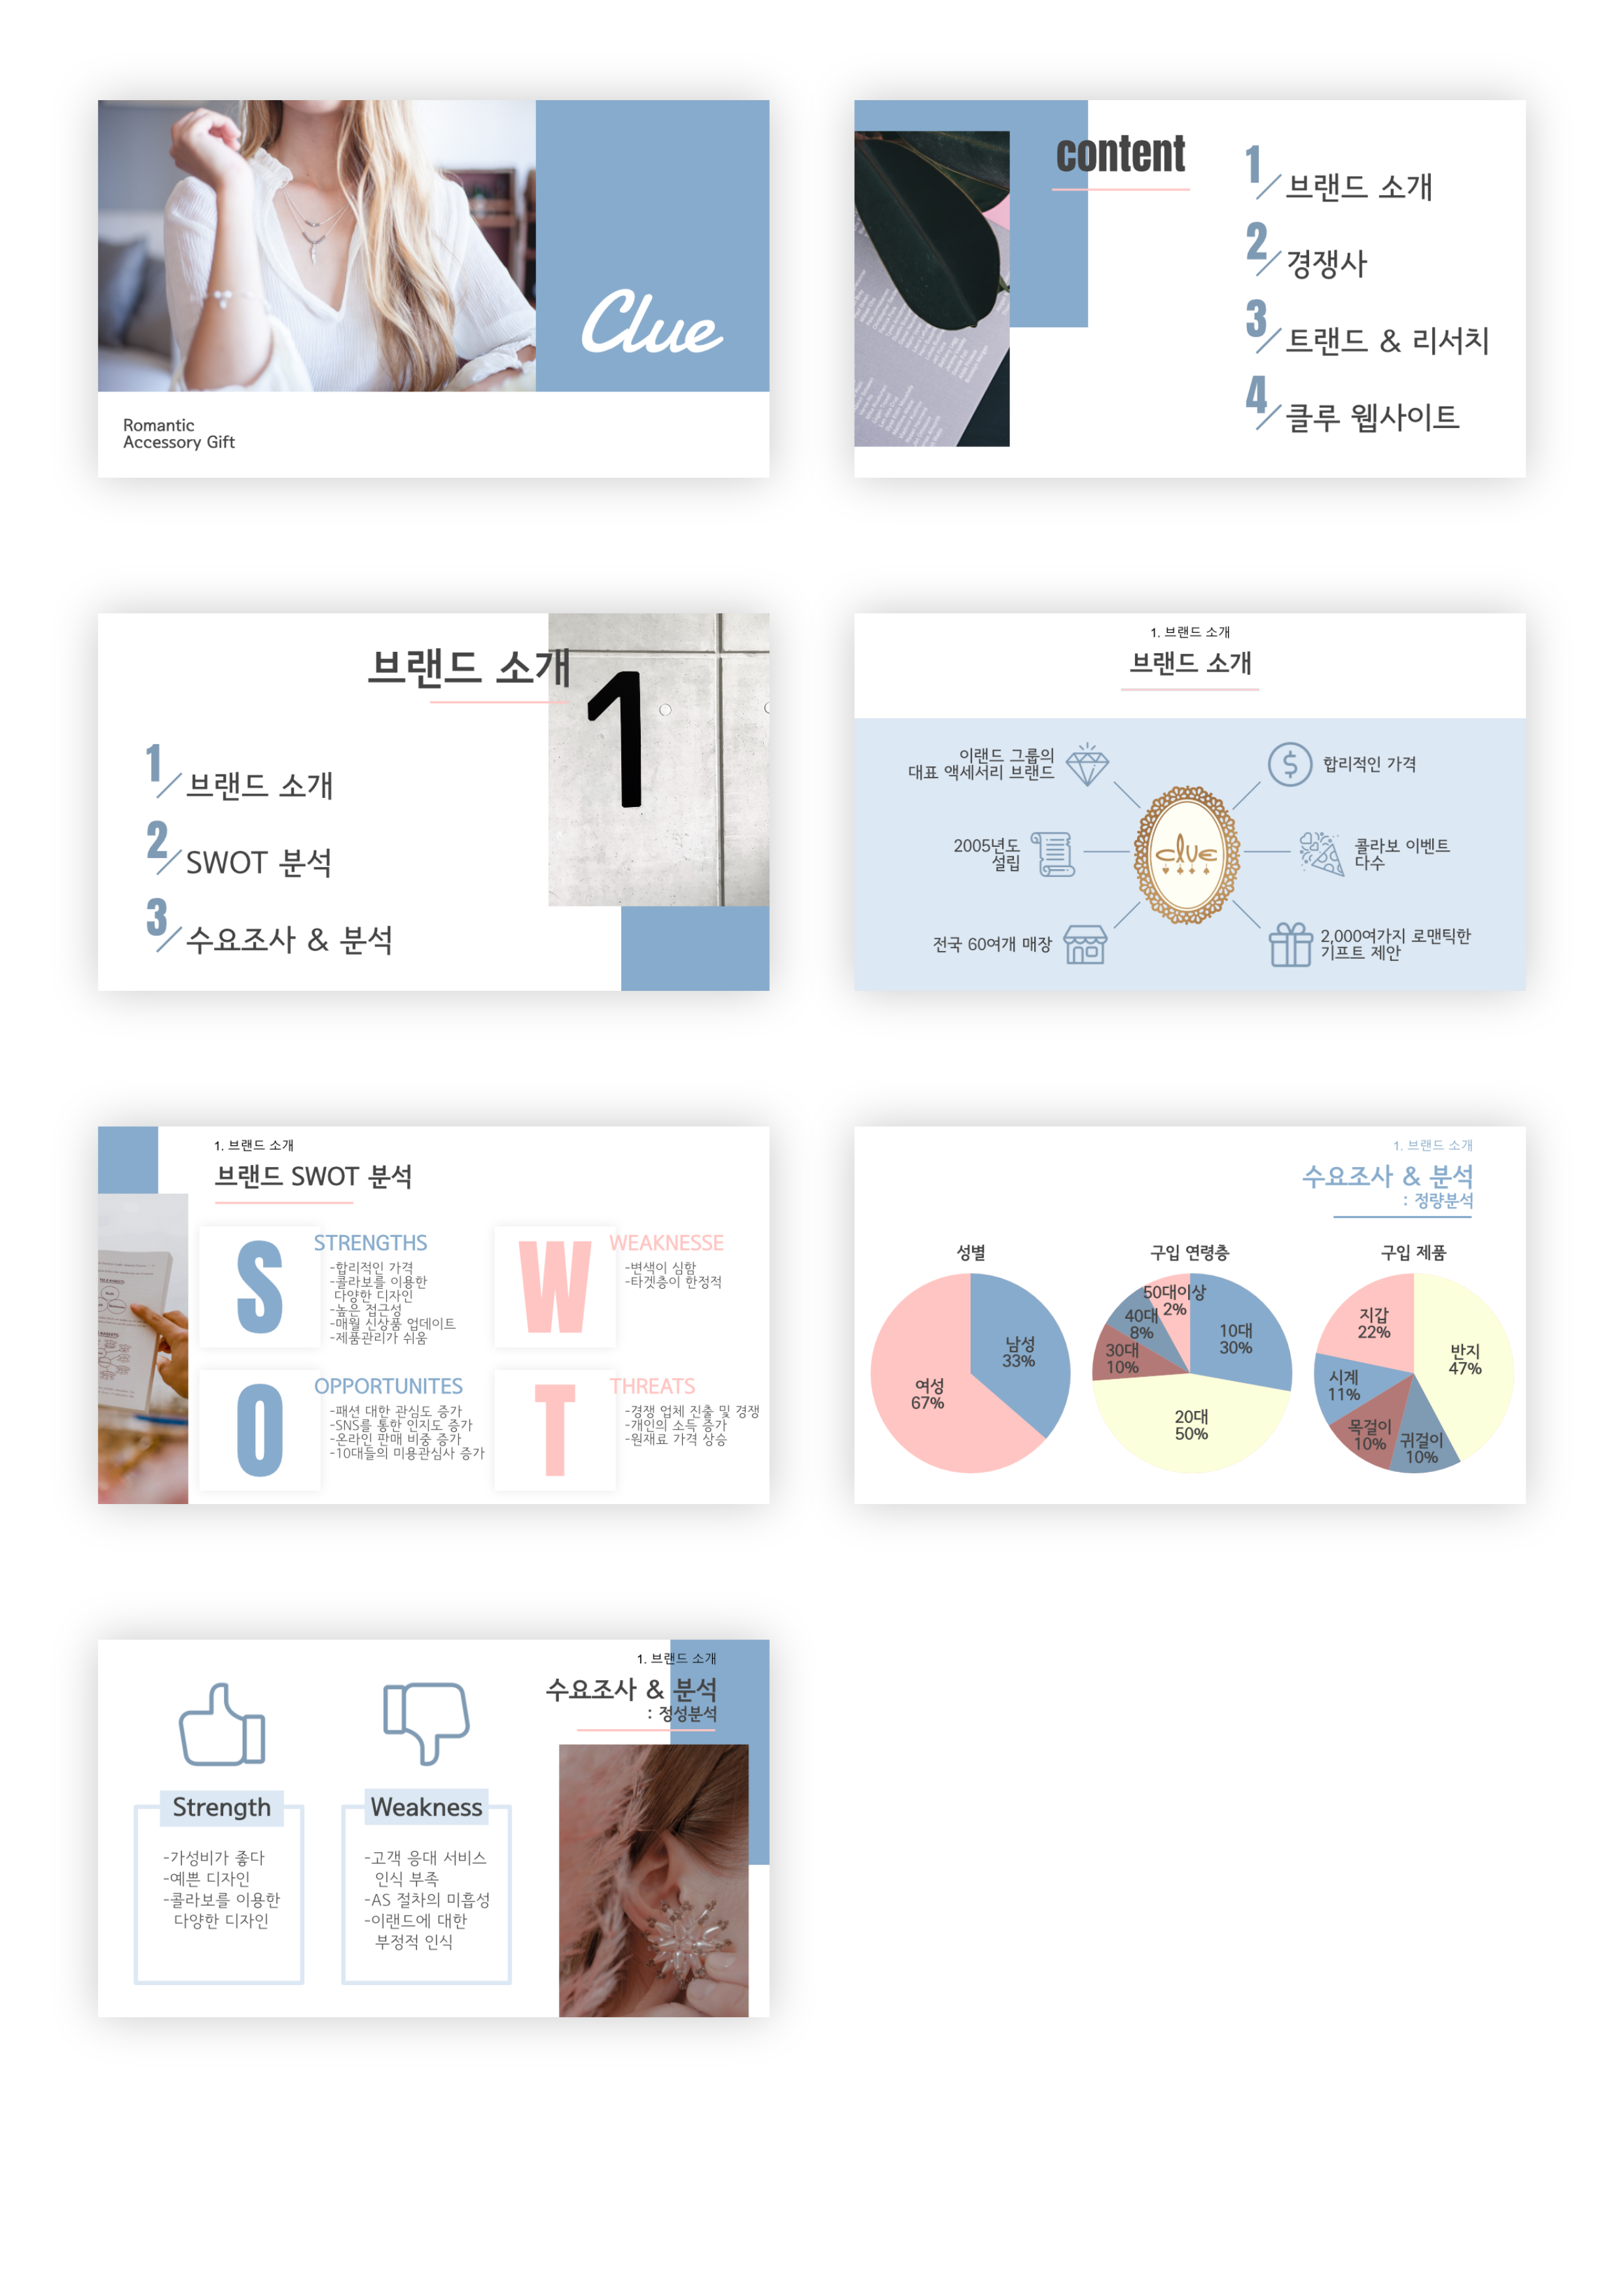 Clue
Romantic
Accessory Gift
content
1 브랜드 소개
2 경쟁사
3 트랜드 & 리서치
4 클루 웹사이트
브랜드 소개
1
1 브랜드 소개
2 SWOT 분석
3 수요조사 & 분석
1. 브랜드 소개
브랜드 소개
이랜드 그룹의
대표 액세서리 브랜드
합리적인 가격
2005년도
설립
clue
콜라보 이벤트
다수
전국 60여개 매장
2,000여가지 로맨틱한
기프트 제안
1. 브랜드 소개
브랜드 SWOT 분석
S
STRENGTHS
-합리적인 가격
-콜라보를 이용한
다양한 디자인
-높은 접근성
-매월 신상품 업데이트
-제품관리가 쉬움
W
WEAKNESSE
-변색이 심함
-타겟층이 한정적
O
OPPORTUNITES
-패션 대한 관심도 증가
-SNS를 통한 인지도 증가
-온라인 판매 비중 증가
-10대들의 미용관심사 증가
T
THREATS
-경쟁 업체 진출 및 경쟁
-개인의 소득 증가
-원재료 가격 상승
1. 브랜드 소개
수요조사 & 분석
: 정량분석
성별
남성
33%
여성
67%
구입 연령층
50대이상
2%
40대
8%
30대
10%
10대
30%
20대
50%
구입 제품
지갑
22%
반지
47%
시계
11%
목걸이
10%
귀걸이
10%
1. 브랜드 소개
수요조사 & 분석
: 정성분석
Strength
-가성비가 좋다
-예쁜 디자인
-콜라보를 이용한
다양한 디자인
Weakness
-고객 응대 서비스
인식 부족
-AS 절차의 미흡성
-이랜드에 대한
부정적 인식